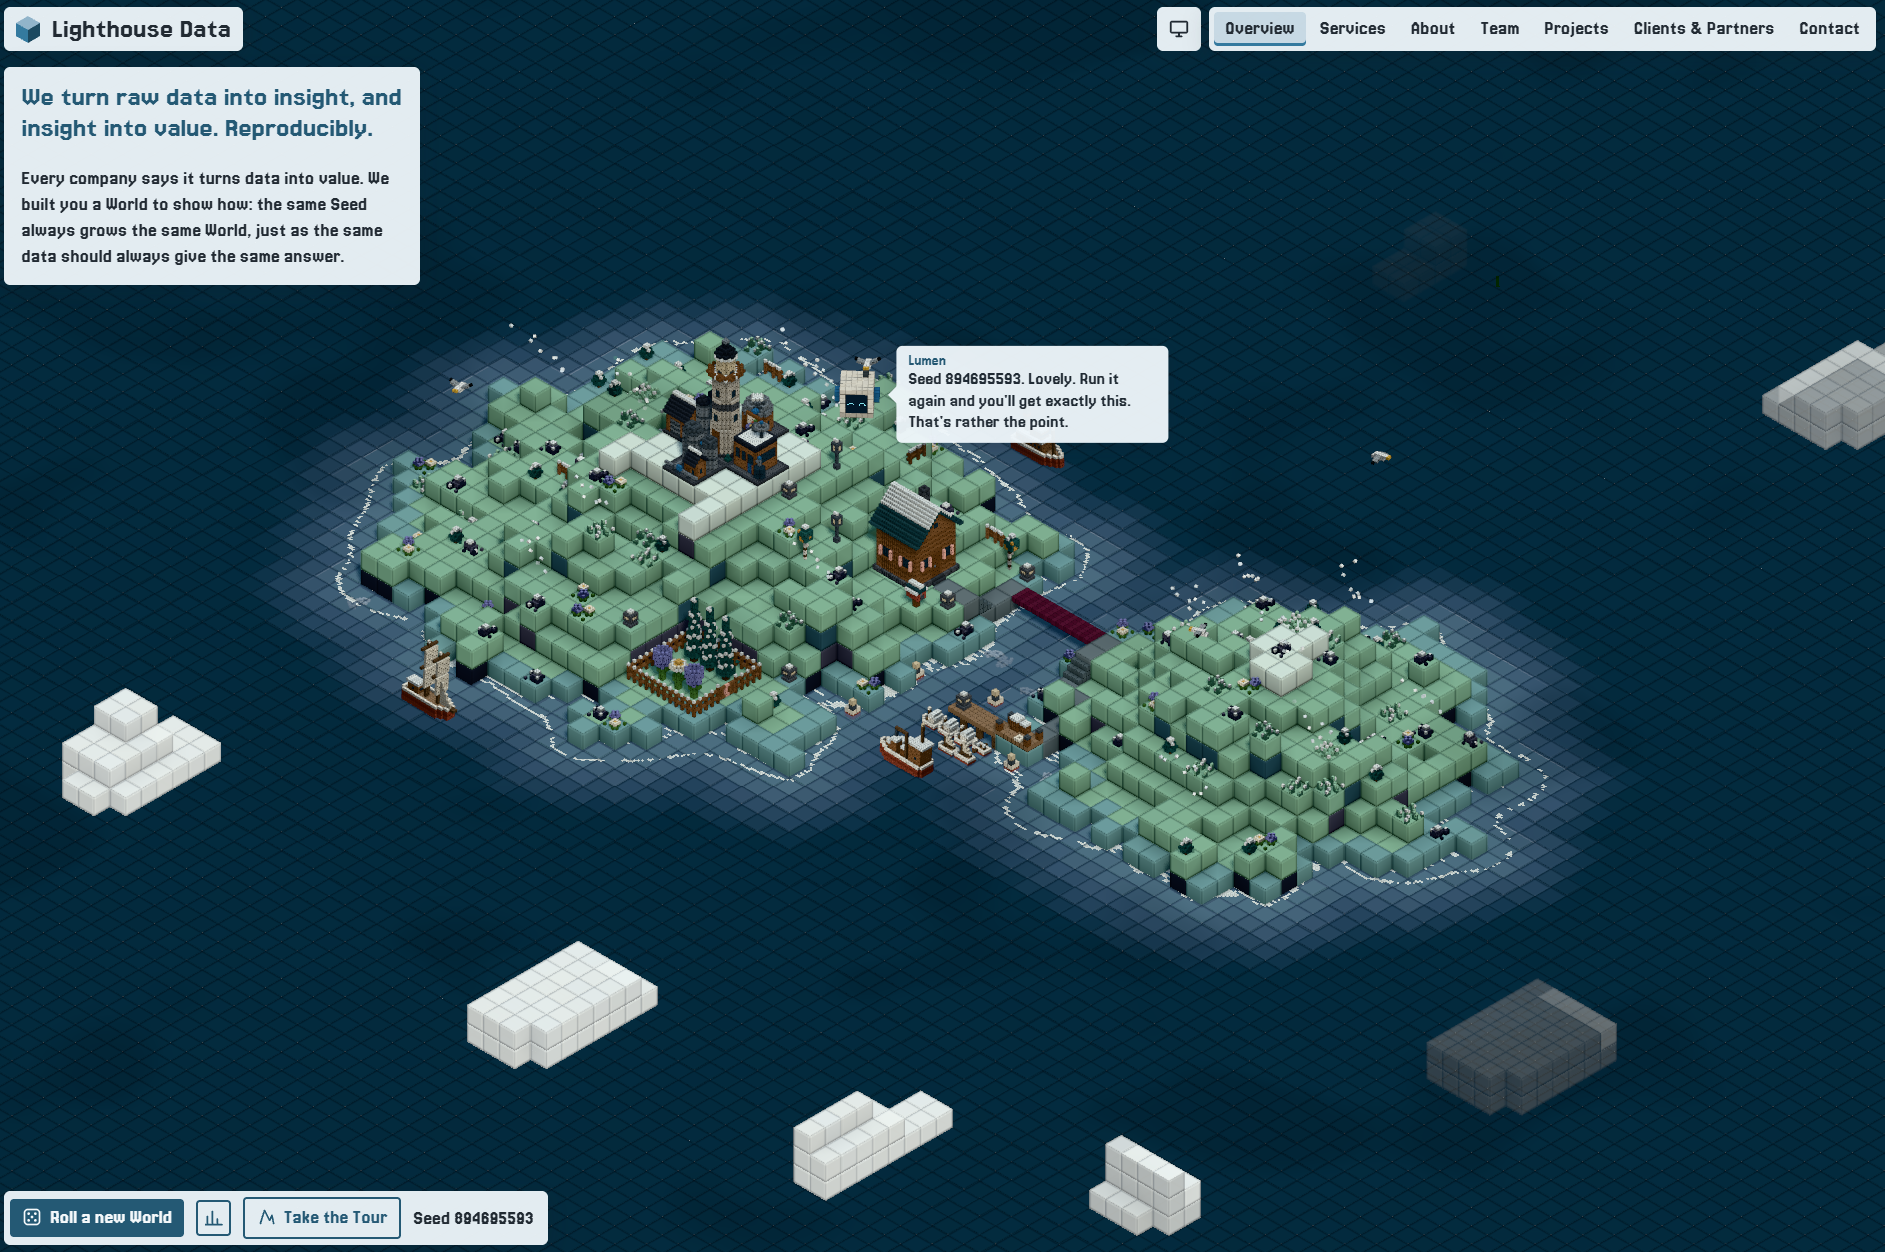 Lighthouse Data
Overview Services About Team Projects Clients & Partners Contact
We turn raw data into insight, and
insight into value. Reproducibly.
Every company says it turns data into value. We
built you a World to show how: the same Seed
always grows the same World, just as the same
data should always give the same answer.
Lumen
Seed 894695593. Lovely. Run it
again and you'll get exactly this.
That's rather the point.
Roll a new World
Take the Tour
Seed 894695593